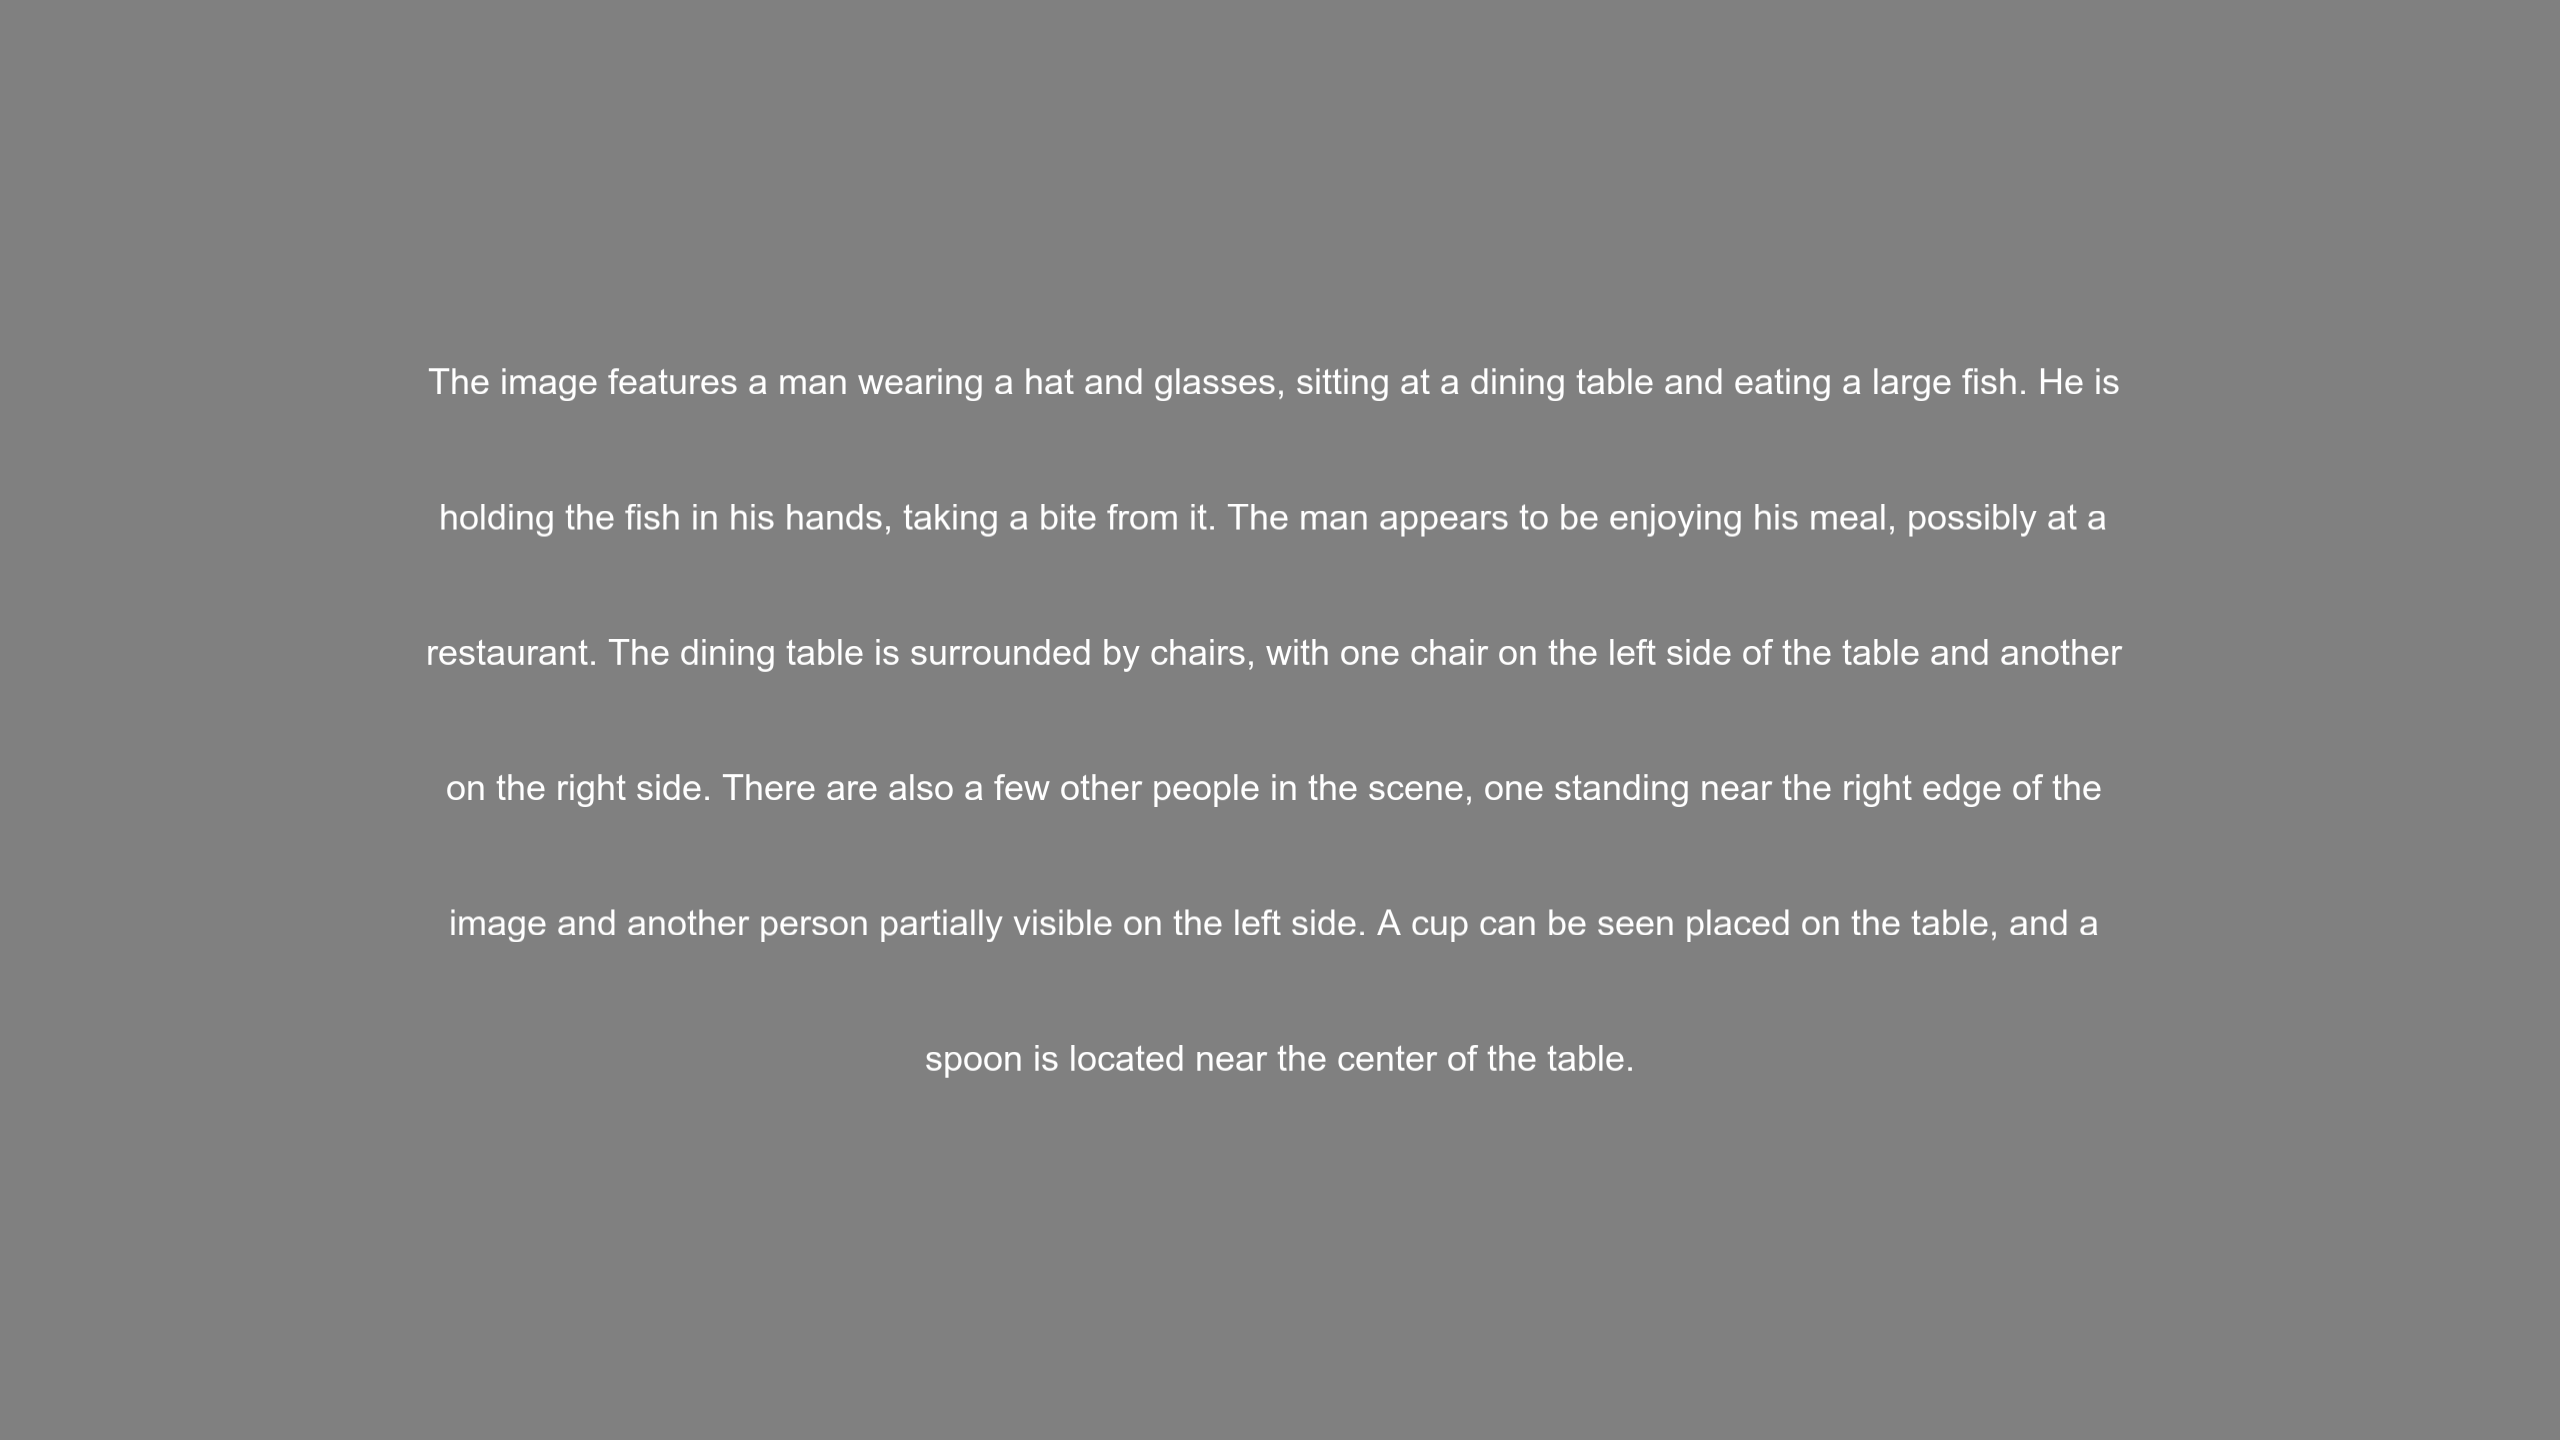 The image features a man wearing a hat and glasses, sitting at a dining table and eating a large fish. He is
holding the fish in his hands, taking a bite from it. The man appears to be enjoying his meal, possibly at a
restaurant. The dining table is surrounded by chairs, with one chair on the left side of the table and another
on the right side. There are also a few other people in the scene, one standing near the right edge of the
image and another person partially visible on the left side. A cup can be seen placed on the table, and a
spoon is located near the center of the table.